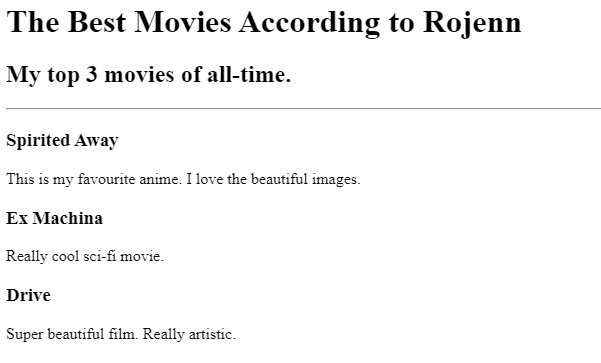 The Best Movies According to Rojenn
My top 3 movies of all-time.
Spirited Away
This is my favourite anime. I love the beautiful images.
Ex Machina
Really cool sci-fi movie.
Drive
Super beautiful film. Really artistic.